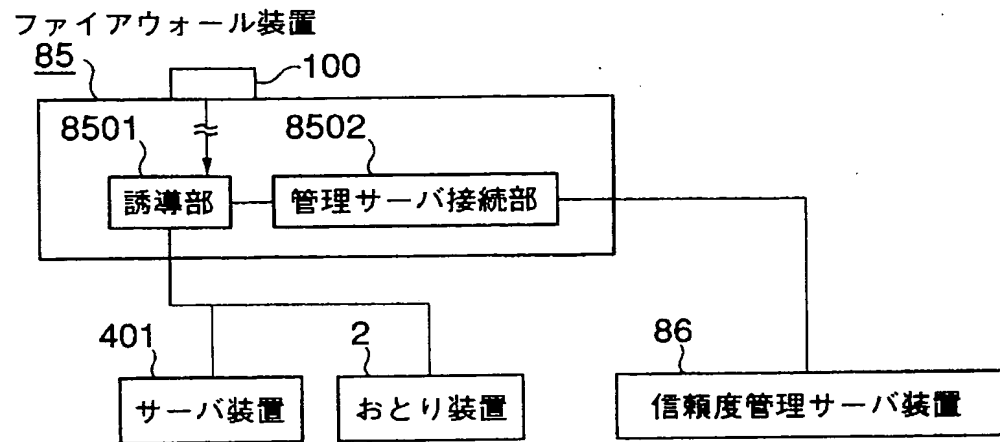 ファイアウォール装置
85
100
8501
8502
誘導部
管理サーバ接続部
401
2
86
サーバ装置
おとり装置
信頼度管理サーバ装置